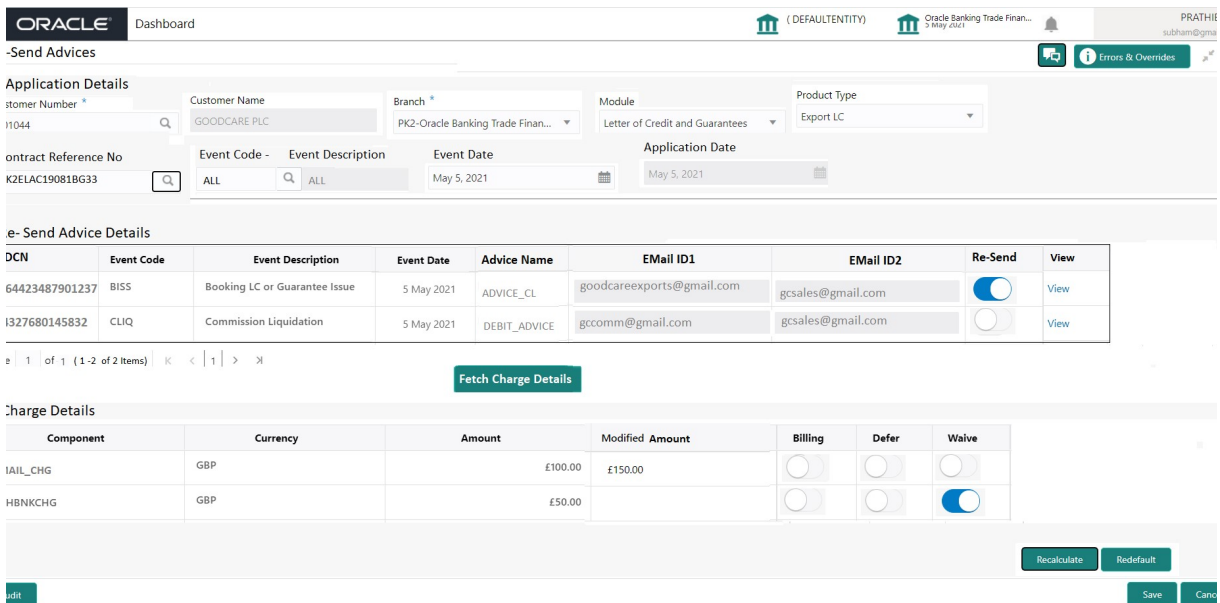 ORACLE Dashboard ( DEFAULTENTITY) Oracle Banking Trade Finan... PRATHIE
5 May 2021 subham@gmai
-Send Advices Errors & Overrides
Application Details
stomer Number * Customer Name Branch * Module Product Type
01044 GOODCARE PLC PK2-Oracle Banking Trade Finan... Letter of Credit and Guarantees Export LC
ontract Reference No Event Code - Event Description Event Date Application Date
K2ELAC19081BG33 ALL ALL May 5, 2021 May 5, 2021
e- Send Advice Details
DCN Event Code Event Description Event Date Advice Name EMail ID1 EMail ID2 Re-Send View
64423487901237 BISS Booking LC or Guarantee Issue 5 May 2021 ADVICE_CL goodcareexports@gmail.com gcsales@gmail.com View
4327680145832 CLIQ Commission Liquidation 5 May 2021 DEBIT_ADVICE gccomm@gmail.com gcsales@gmail.com View
e 1 of 1 ( 1 -2 of 2 Items) K < 1 > >|
Fetch Charge Details
Charge Details
Component Currency Amount Modified Amount Billing Defer Waive
MAIL_CHG GBP £100.00 £150.00
HBNKCHG GBP £50.00
Recalculate Redefault
udit Save Canc